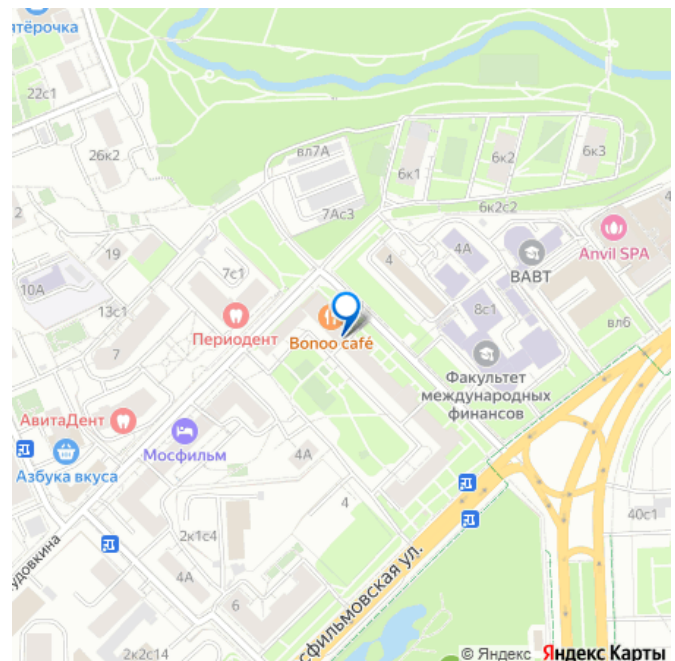 ятёрочка
22с1
26к2
вл7А
6к1
6к2
6к3
7Ас3
6к2с2
2
19
10А
13с1
7с1
4
4А
ВАВТ
Anvil SPA
4
8с1
вл6
Периодент
Bonoo café
7
Факультет
международных
финансов
АвитаДент
Мосфильм
Азбука вкуса
4А
4
2к1с4
40с1
удовкина
4А
6
сфильмовская ул.
2к2с14
© Яндекс Яндекс Карты